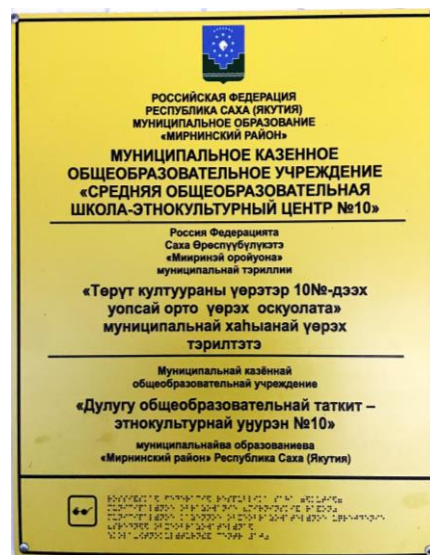 РОССИЙСКАЯ ФЕДЕРАЦИЯ
РЕСПУБЛИКА САХА (ЯКУТИЯ)
МУНИЦИПАЛЬНОЕ ОБРАЗОВАНИЕ
«МИРНИНСКИЙ РАЙОН»
МУНИЦИПАЛЬНОЕ КАЗЕННОЕ
ОБЩЕОБРАЗОВАТЕЛЬНОЕ УЧРЕЖДЕНИЕ
«СРЕДНЯЯ ОБЩЕОБРАЗОВАТЕЛЬНАЯ
ШКОЛА-ЭТНОКУЛЬТУРНЫЙ ЦЕНТР №10»
Россия Федерацията
Саха Өрөспүүбүлүкэтэ
«Мииринэй оройуона»
муниципальнай тэриллии
«Төрүт култуураны үөрэтэр 10№-дээх
уопсай орто үөрэх оскуолата»
муниципальнай хаһыанай үөрэх
тэрилтэтэ
Муниципальнай казённай
общеобразовательнай учреждение
«Дулугу общеобразовательнай таткит –
этнокультурнай уӈурэн №10»
муниципальнайва образованиева
«Мирнинский район» Республика Саха (Якутия)